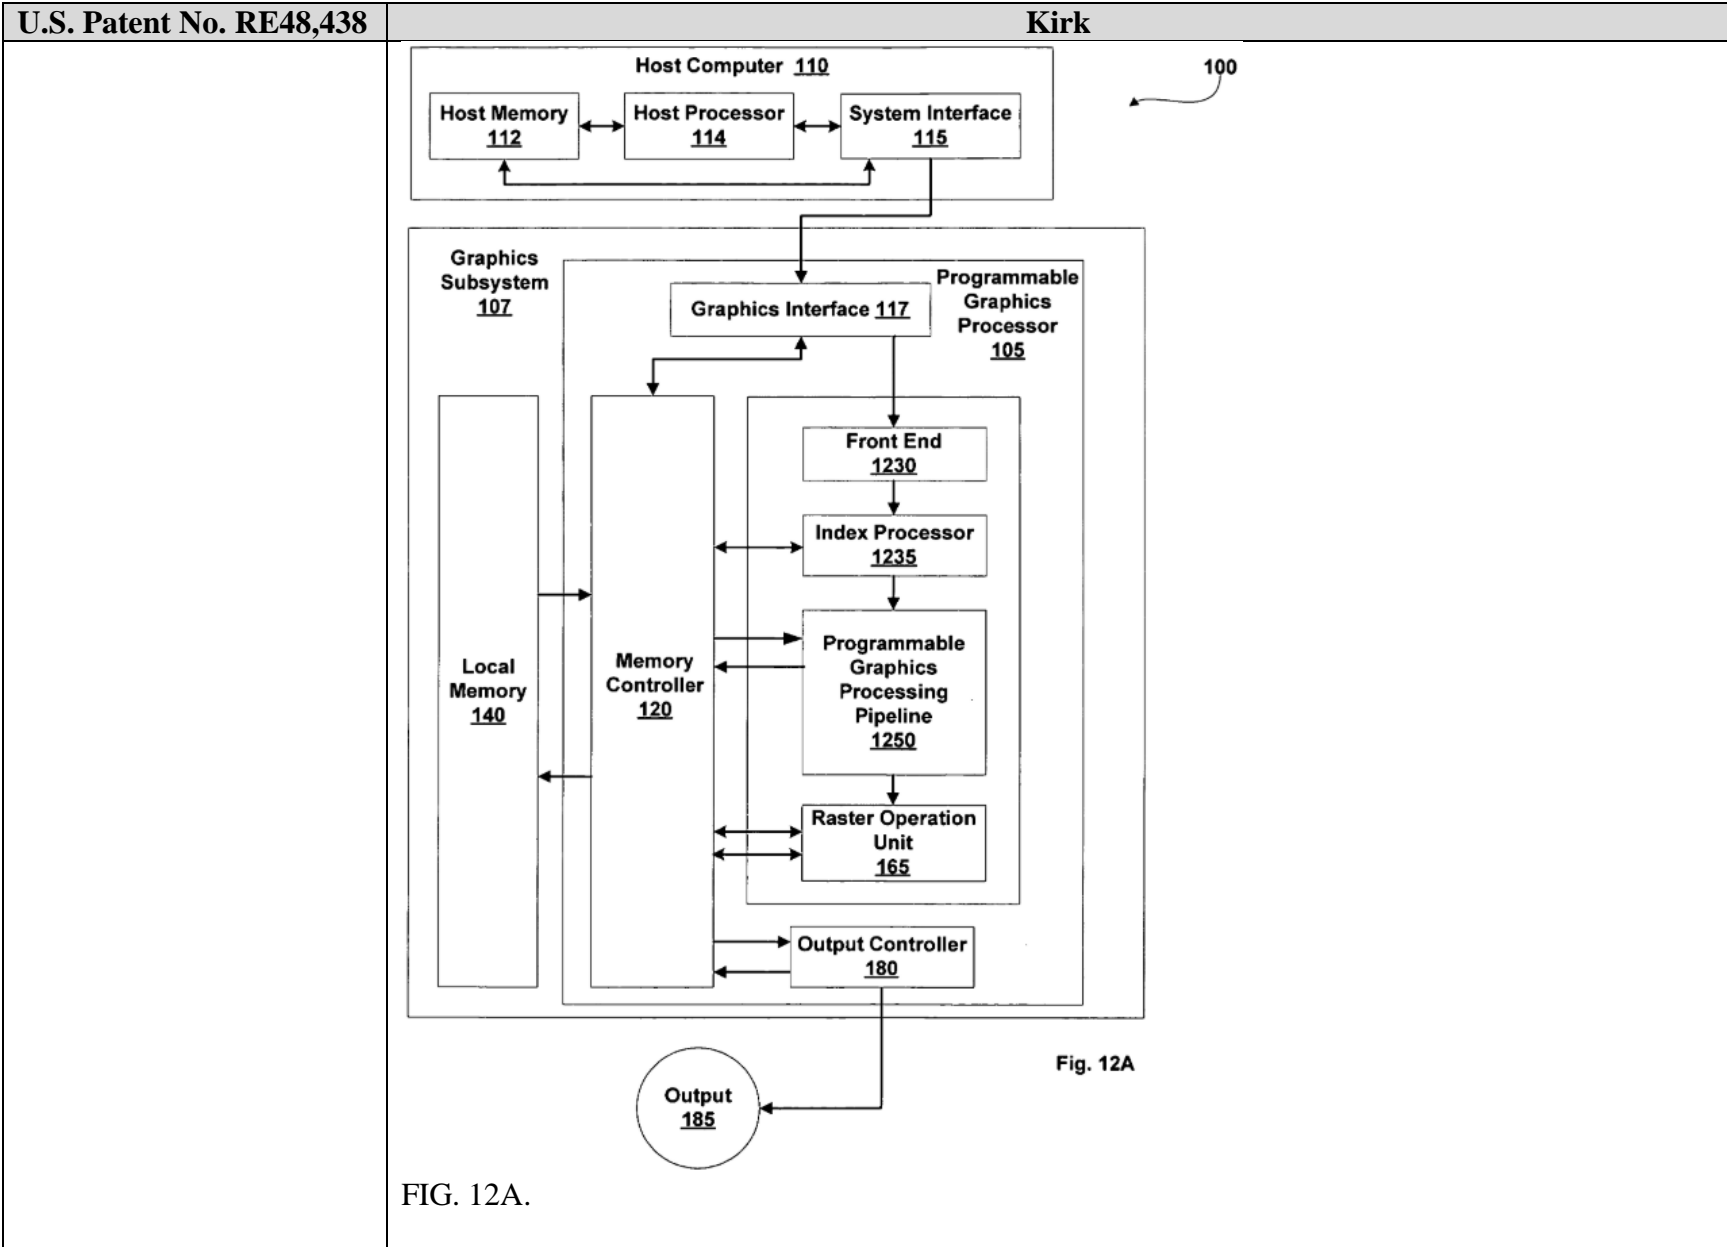 U.S. Patent No. RE48,438
Kirk
Host Computer 110
100
Host Memory
112
Host Processor
114
System Interface
115
Graphics
Subsystem
107
Programmable
Graphics
Processor
105
Graphics Interface 117
Front End
1230
Index Processor
1235
Local
Memory
140
Memory
Controller
120
Programmable
Graphics
Processing
Pipeline
1250
Raster Operation
Unit
165
Output Controller
180
Fig. 12A
Output
185
FIG. 12A.